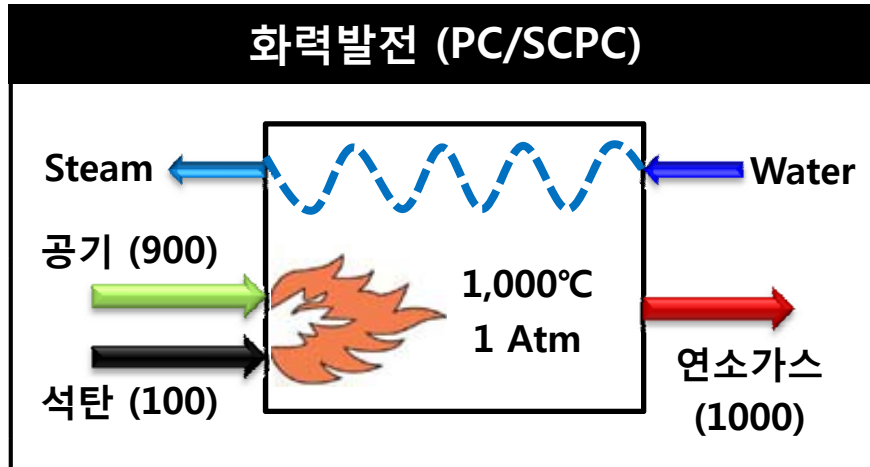 화력발전 (PC/SCPC)
Steam
Water
공기 (900)
석탄 (100)
1,000℃
1 Atm
연소가스
(1000)